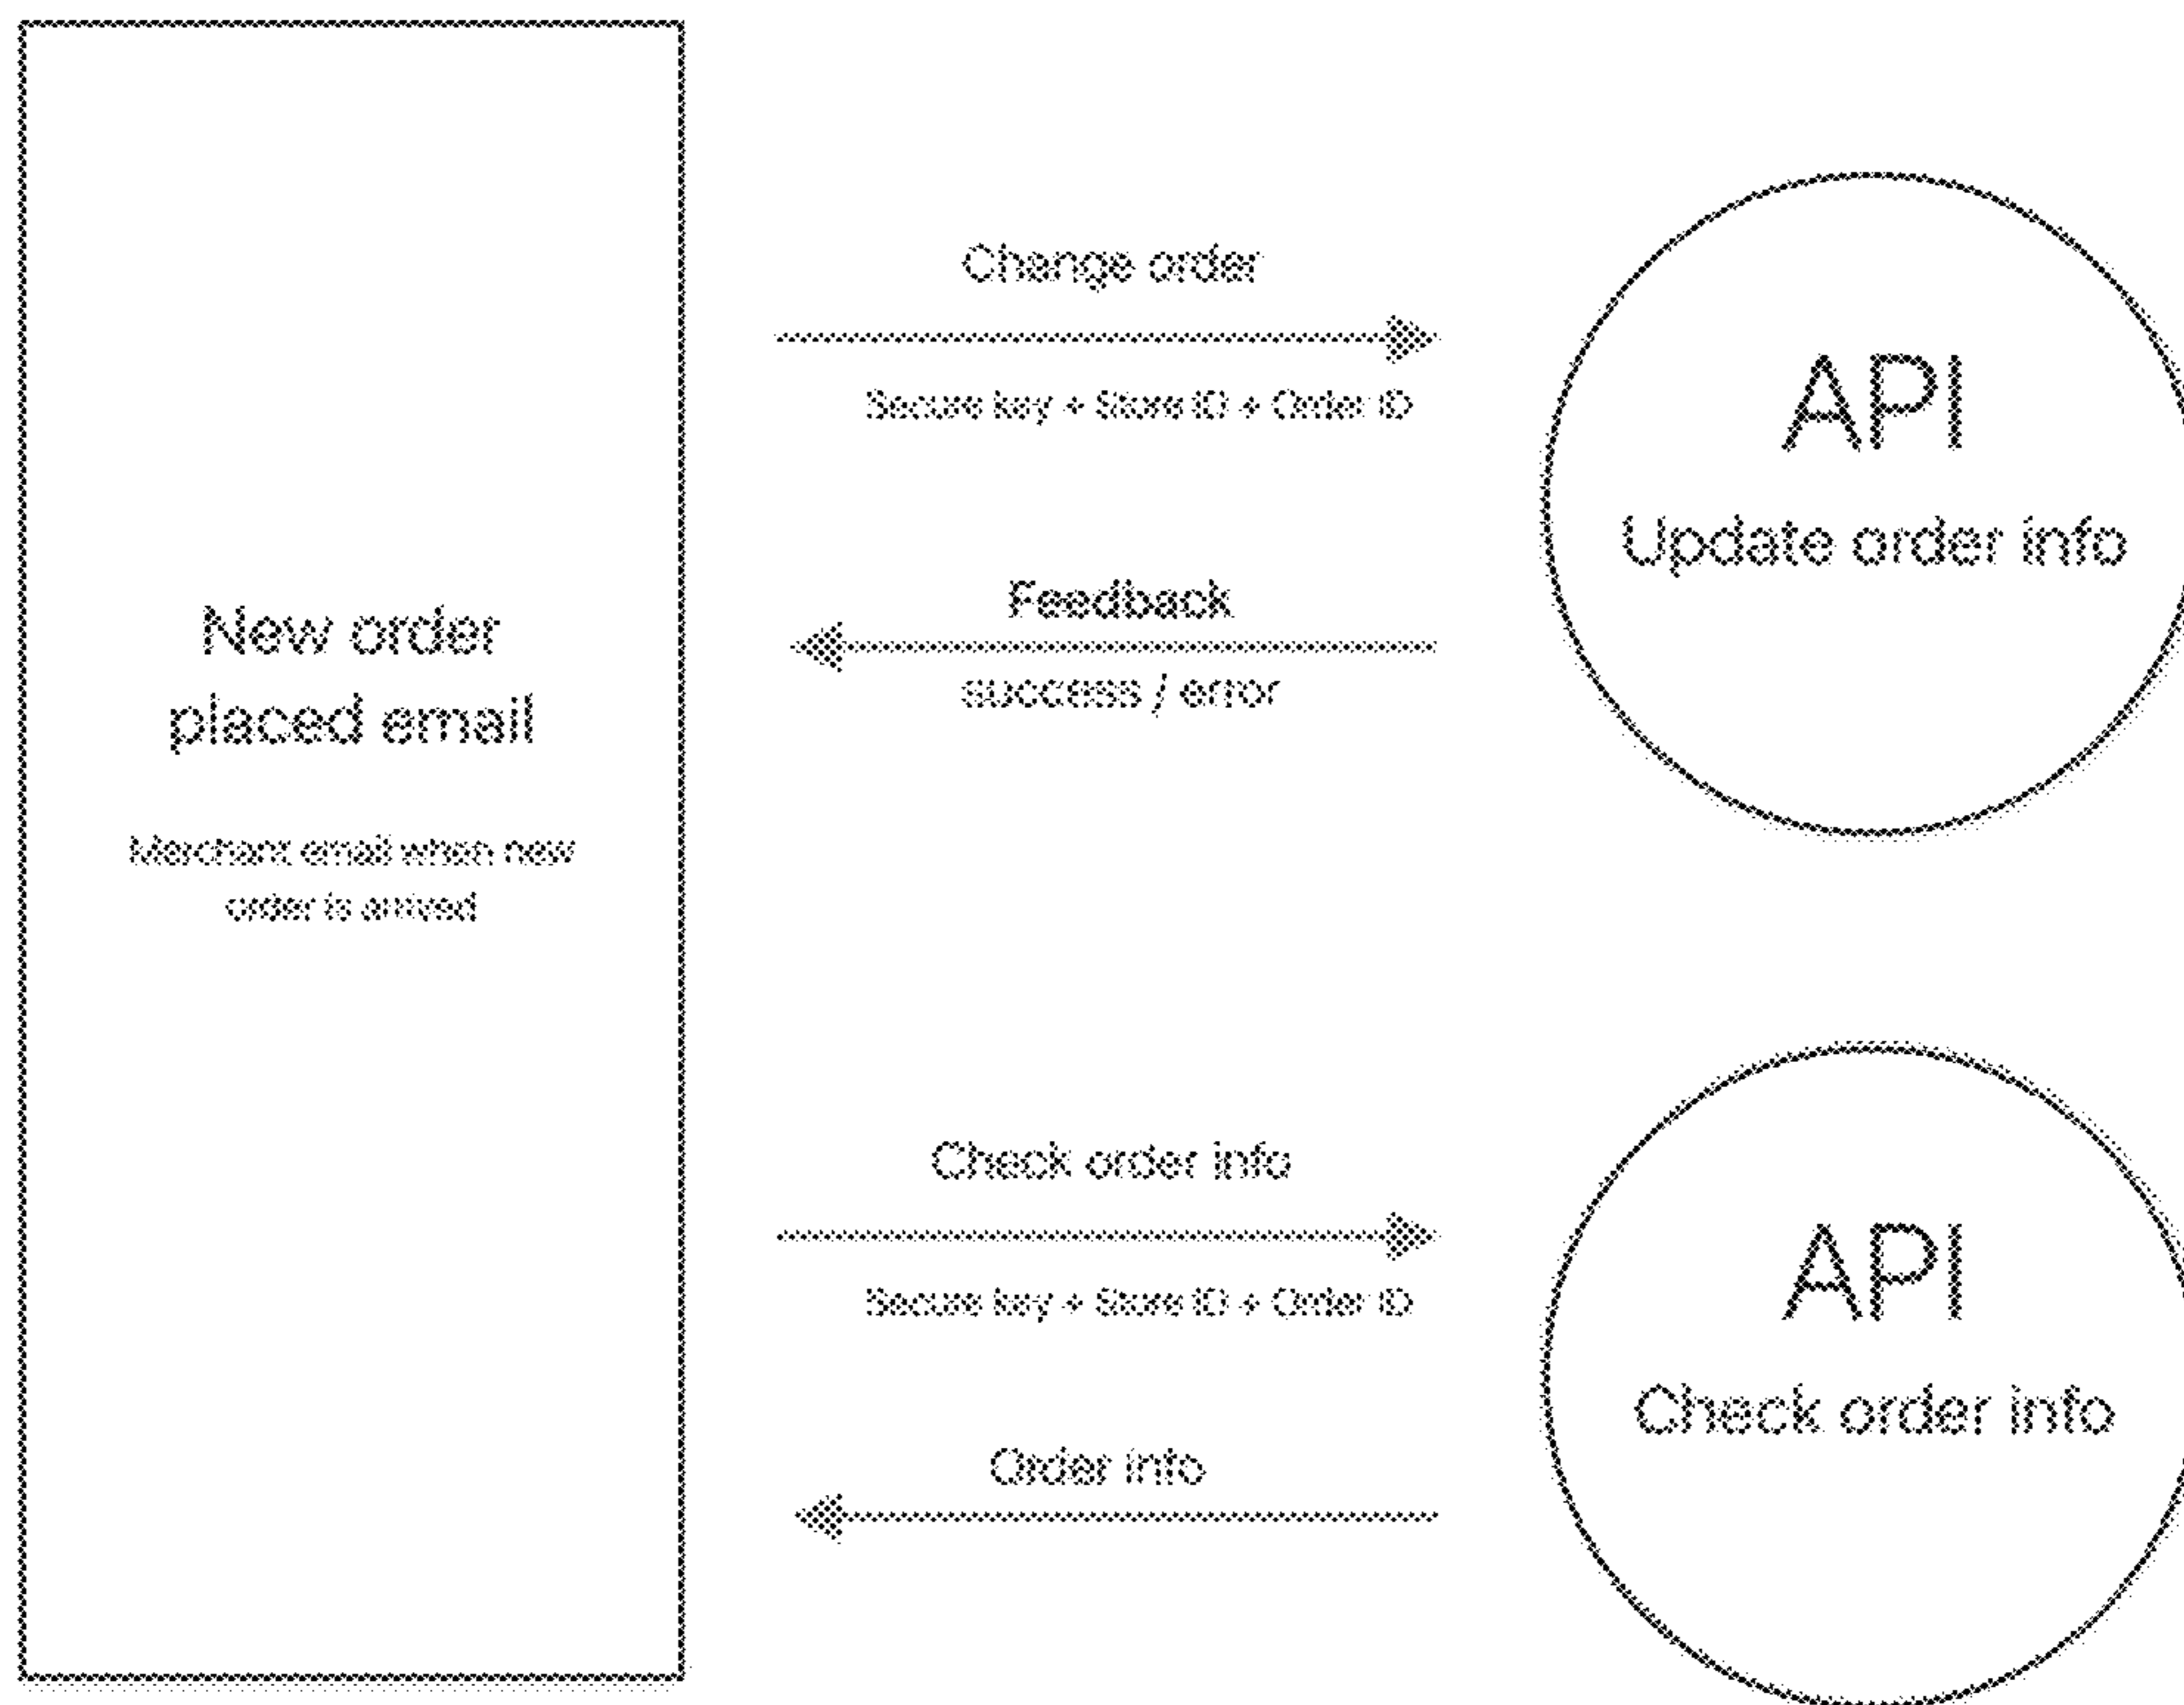 New order
placed email
Merchant email when new
order is arrived
Change order
Secure key + Store ID + Order ID
Feedback
success / error
API
Update order info
Check order info
Secure key + Store ID + Order ID
Order info
API
Check order info